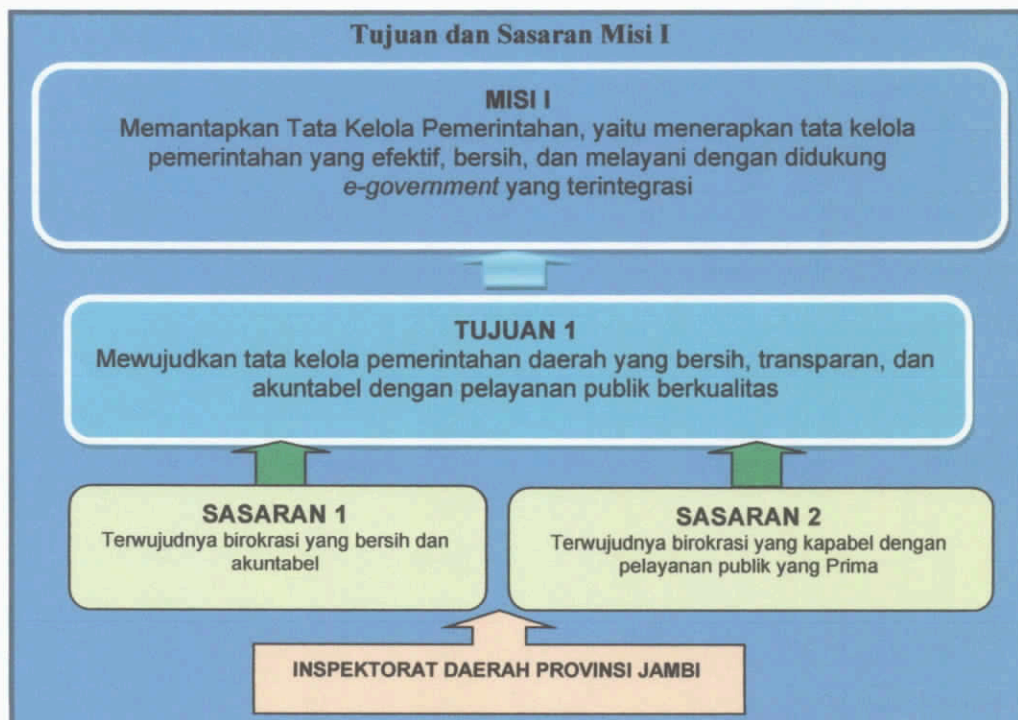 Tujuan dan Sasaran Misi I
MISI I
Memantapkan Tata Kelola Pemerintahan, yaitu menerapkan tata kelola
pemerintahan yang efektif, bersih, dan melayani dengan didukung
e-government yang terintegrasi
TUJUAN 1
Mewujudkan tata kelola pemerintahan daerah yang bersih, transparan, dan
akuntabel dengan pelayanan publik berkualitas
SASARAN 1
Terwujudnya birokrasi yang bersih dan
akuntabel
SASARAN 2
Terwujudnya birokrasi yang kapabel dengan
pelayanan publik yang Prima
INSPEKTORAT DAERAH PROVINSI JAMBI